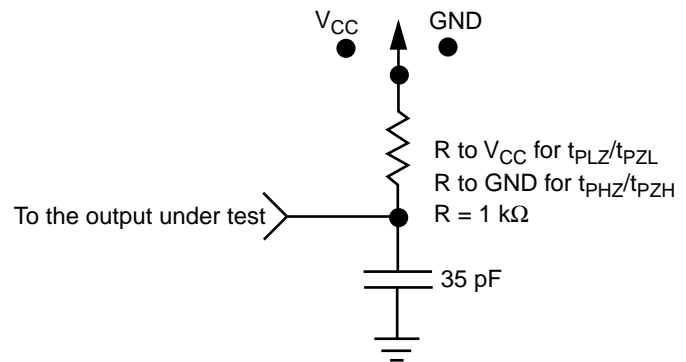 V_CC GND
R to V_CC for t_PLZ/t_PZL
R to GND for t_PHZ/t_PZH
R = 1 kΩ
To the output under test
35 pF